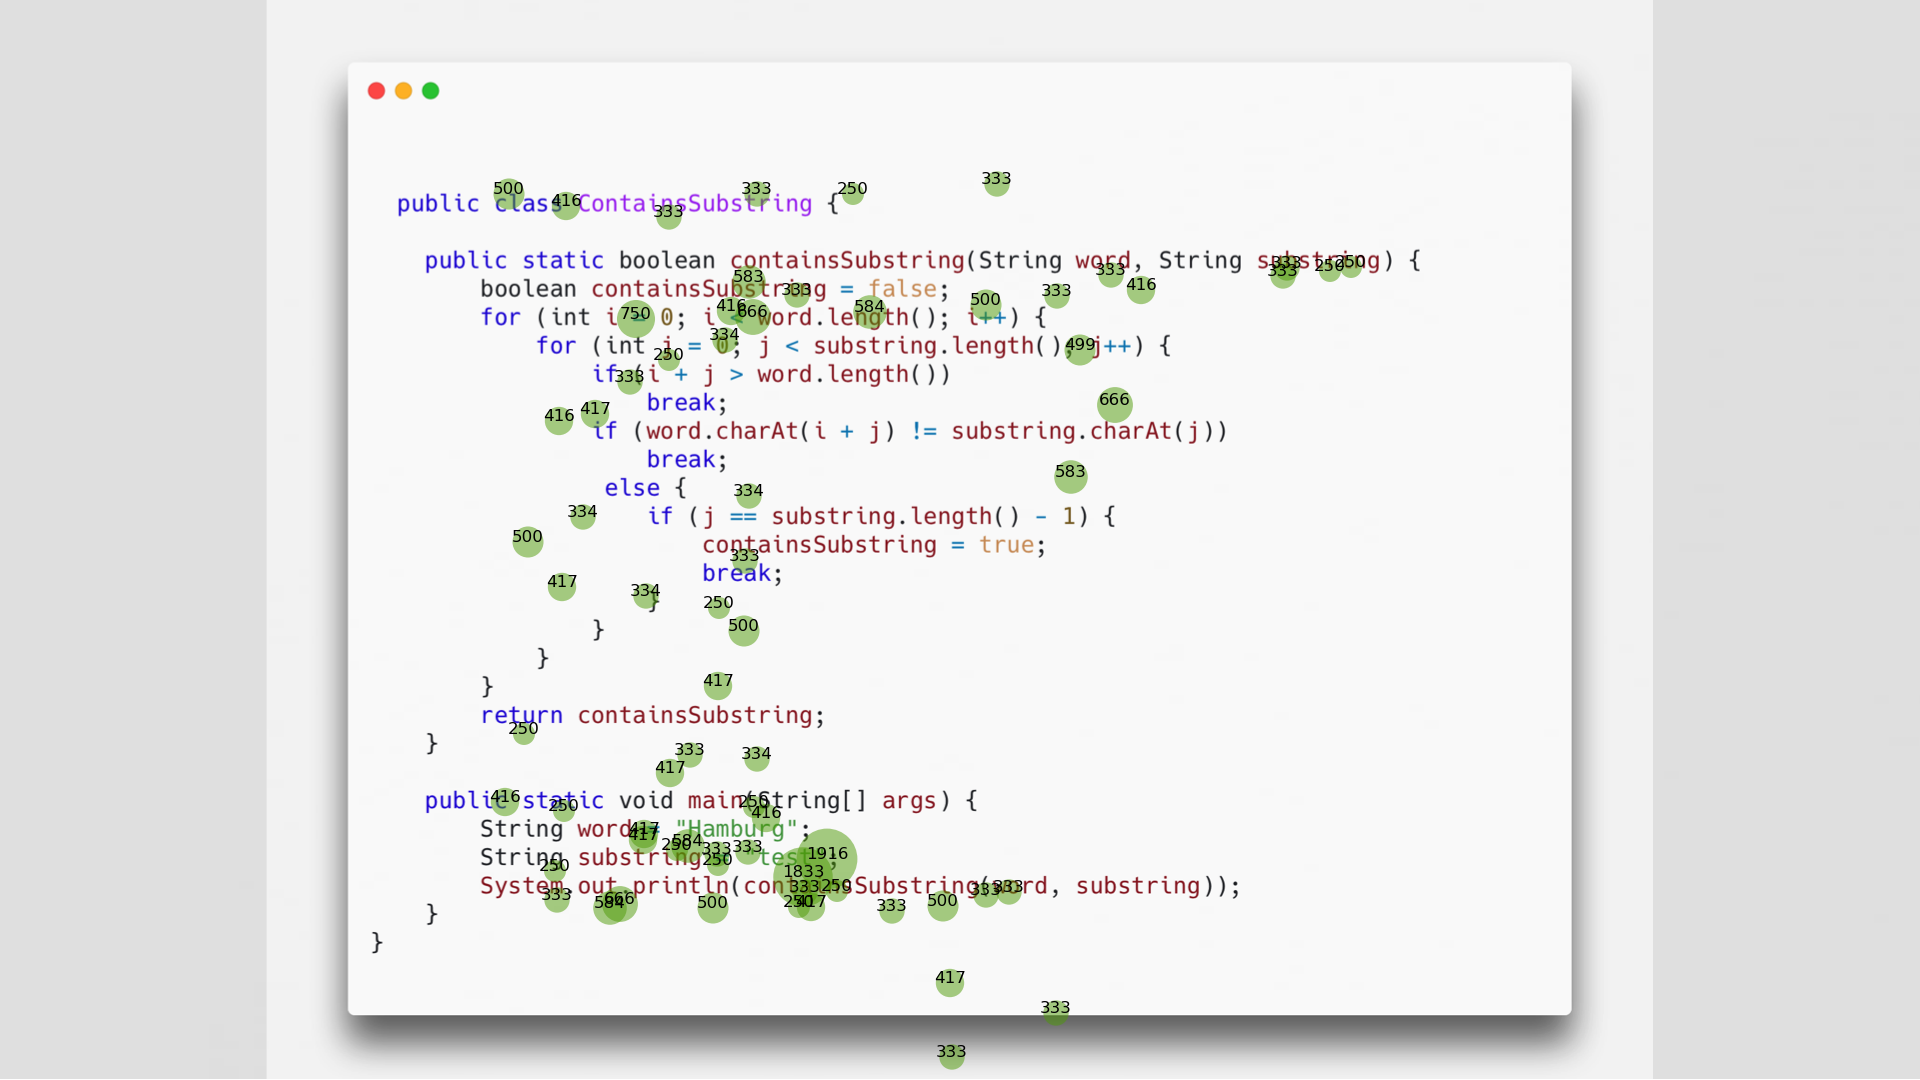 public class ContainsSubstring {
public static boolean containsSubstring(String word, String substring) {
boolean containsSubstring = false;
for (int i = 0; i < word.length(); i++) {
for (int j = 0; j < substring.length(); j++) {
if (i + j > word.length())
break;
if (word.charAt(i + j) != substring.charAt(j))
break;
else {
if (j == substring.length() - 1) {
containsSubstring = true;
break;
}
}
}
}
return containsSubstring;
}
public static void main(String[] args) {
String word = "Hamburg";
String substring = "test";
System.out.println(containsSubstring(word, substring));
}
}
500 416 333 333 250 333
583 333 333 416 333 333 333 250 250
750 416 666 584 500 334
250 333 499
416 417 666
583 334
334 500 333
417 334 250 500
417
250 333 334 417
416 250 250 416
417 417 250 584 333 250 333 1916
250 1833 333 250
333 584 666 500 250 417 333 500 333 333
417
333
333